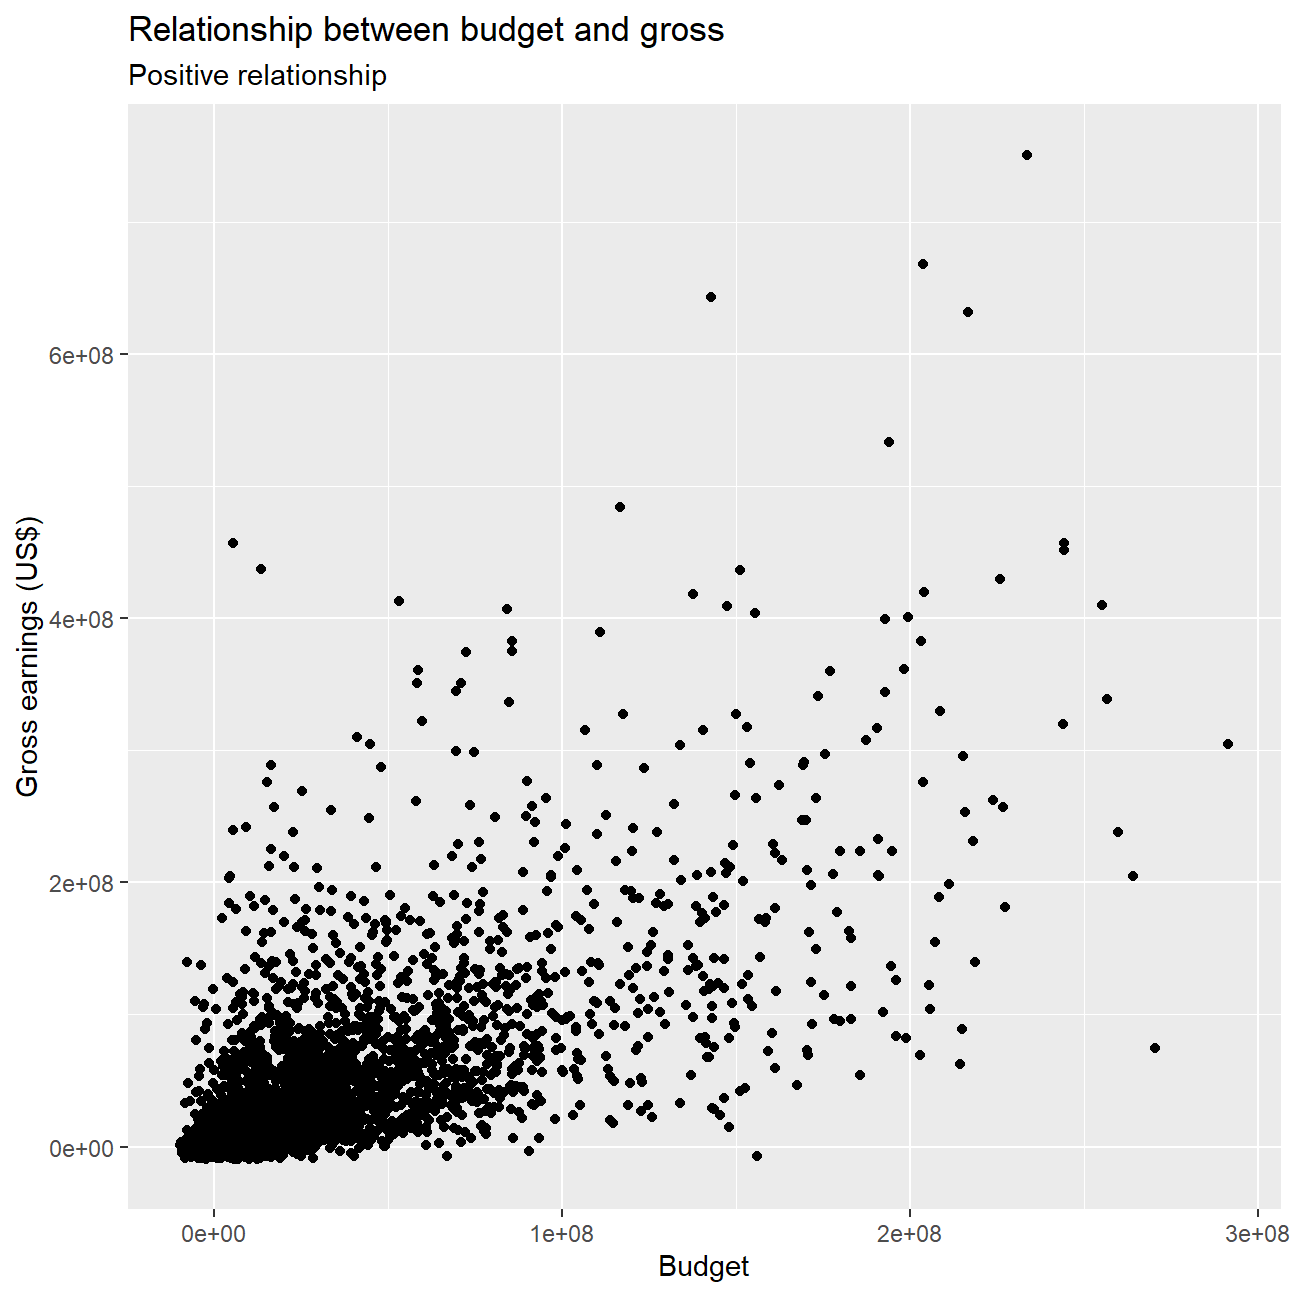 Relationship between budget and gross
Positive relationship
Gross earnings (US$)
6e+08
4e+08
2e+08
0e+00
0e+00 1e+08 2e+08 3e+08
Budget